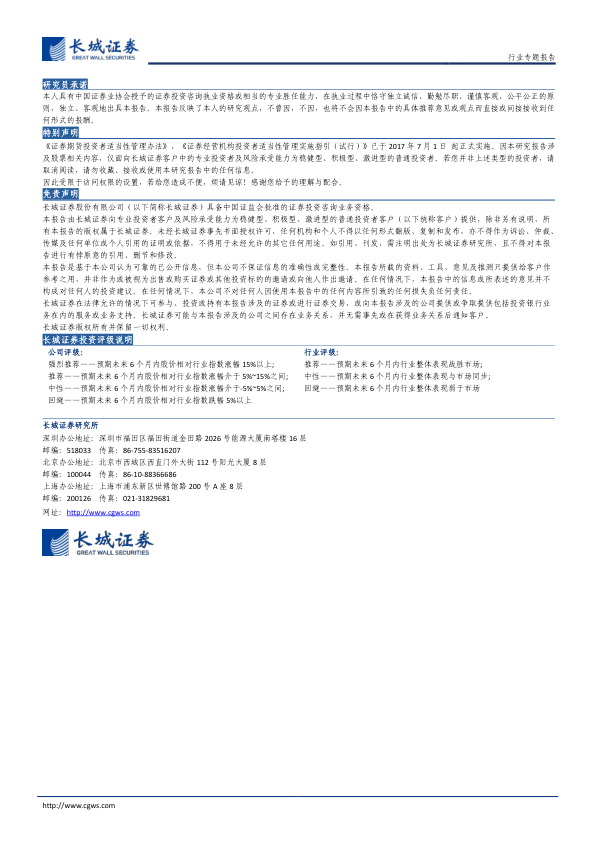 长城证券
GREAT WALL SECURITIES
行业专题报告
研究员承诺
本人具有中国证券业协会授予的证券投资咨询执业资格或相当的专业胜任能力，在执业过程中恪守独立诚信、勤勉尽职、谨慎客观、公平公正的原
则，独立、客观地出具本报告。本报告反映了本人的研究观点，不曾因，不因，也将不会因本报告中的具体推荐意见或观点而直接或间接接收到任
何形式的报酬。
特别声明
《证券期货投资者适当性管理办法》、《证券经营机构投资者适当性管理实施指引（试行）》已于 2017 年 7 月 1 日 起正式实施。因本研究报告涉
及股票相关内容，仅面向长城证券客户中的专业投资者及风险承受能力为稳健型、积极型、激进型的普通投资者。若您并非上述类型的投资者，请
取消阅读，请勿收藏、接收或使用本研究报告中的任何信息。
因此受限于访问权限的设置，若给您造成不便，烦请见谅！感谢您给予的理解与配合。
免责声明
长城证券股份有限公司（以下简称长城证券）具备中国证监会批准的证券投资咨询业务资格。
本报告由长城证券向专业投资者客户及风险承受能力为稳健型、积极型、激进型的普通投资者客户（以下统称客户）提供，除非另有说明，所
有本报告的版权属于长城证券。未经长城证券事先书面授权许可，任何机构和个人不得以任何形式翻版、复制和发布，亦不得作为诉讼、仲裁、
传媒及任何单位或个人引用的证明或依据，不得用于未经允许的其它任何用途。如引用、刊发，需注明出处为长城证券研究所，且不得对本报
告进行有悖原意的引用、删节和修改。
本报告是基于本公司认为可靠的已公开信息，但本公司不保证信息的准确性或完整性。本报告所载的资料、工具、意见及推测只提供给客户作
参考之用，并非作为或被视为出售或购买证券或其他投资标的的邀请或向他人作出邀请。在任何情况下，本报告中的信息或所表述的意见并不
构成对任何人的投资建议。在任何情况下，本公司不对任何人因使用本报告中的任何内容所引致的任何损失负任何责任。
长城证券在法律允许的情况下可参与、投资或持有本报告涉及的证券或进行证券交易，或向本报告涉及的公司提供或争取提供包括投资银行业
务在内的服务或业务支持。长城证券可能与本报告涉及的公司之间存在业务关系，并无需事先或在获得业务关系后通知客户。
长城证券版权所有并保留一切权利。
长城证券投资评级说明
公司评级：
强烈推荐——预期未来 6 个月内股价相对行业指数涨幅 15%以上;
推荐——预期未来 6 个月内股价相对行业指数涨幅介于 5%~15%之间;
中性——预期未来 6 个月内股价相对行业指数涨幅介于-5%~5%之间;
回避——预期未来 6 个月内股价相对行业指数跌幅 5%以上
行业评级：
推荐——预期未来 6 个月内行业整体表现战胜市场;
中性——预期未来 6 个月内行业整体表现与市场同步;
回避——预期未来 6 个月内行业整体表现弱于市场
长城证券研究所
深圳办公地址：深圳市福田区福田街道金田路 2026 号能源大厦南塔楼 16 层
邮编：518033 传真：86-755-83516207
北京办公地址：北京市西城区西直门外大街 112 号阳光大厦 8 层
邮编：100044 传真：86-10-88366686
上海办公地址：上海市浦东新区世博馆路 200 号 A 座 8 层
邮编：200126 传真：021-31829681
网址：http://www.cgws.com
长城证券
GREAT WALL SECURITIES
http://www.cgws.com